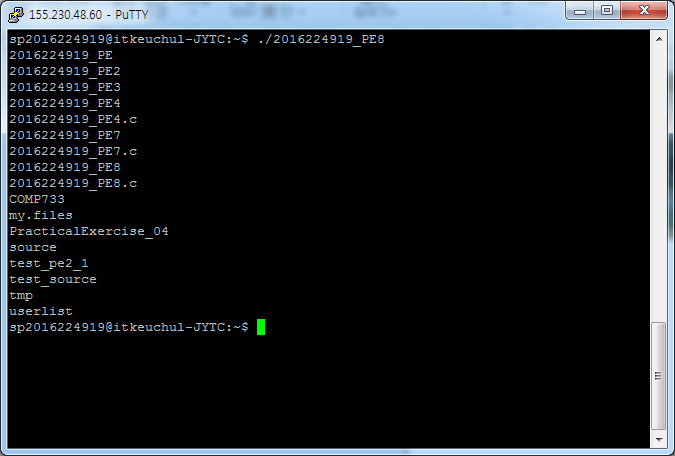 155.230.48.60 - PuTTY
sp2016224919@itkeuchul-JYTC:~$ ./2016224919_PE8
2016224919_PE
2016224919_PE2
2016224919_PE3
2016224919_PE4
2016224919_PE4.c
2016224919_PE7
2016224919_PE7.c
2016224919_PE8
2016224919_PE8.c
COMP733
my.files
PracticalExercise_04
source
test_pe2_1
test_source
tmp
userlist
sp2016224919@itkeuchul-JYTC:~$